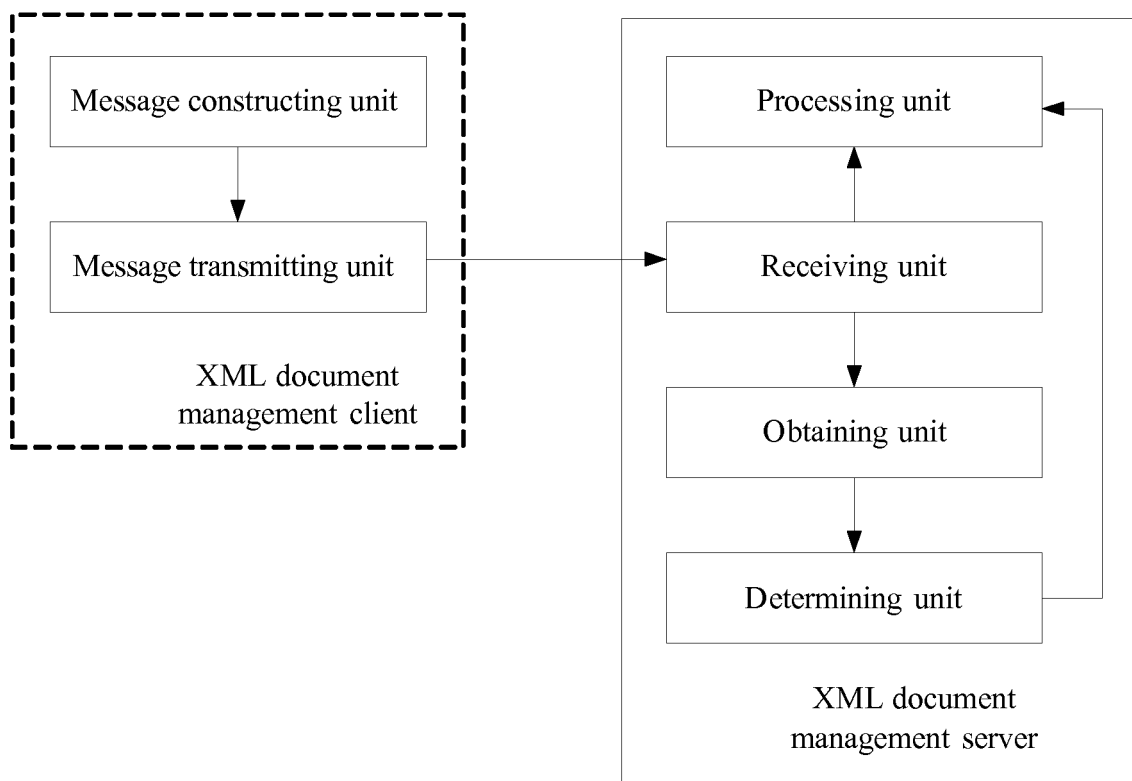 Message constructing unit
Message transmitting unit
XML document
management client
Processing unit
Receiving unit
Obtaining unit
Determining unit
XML document
management server